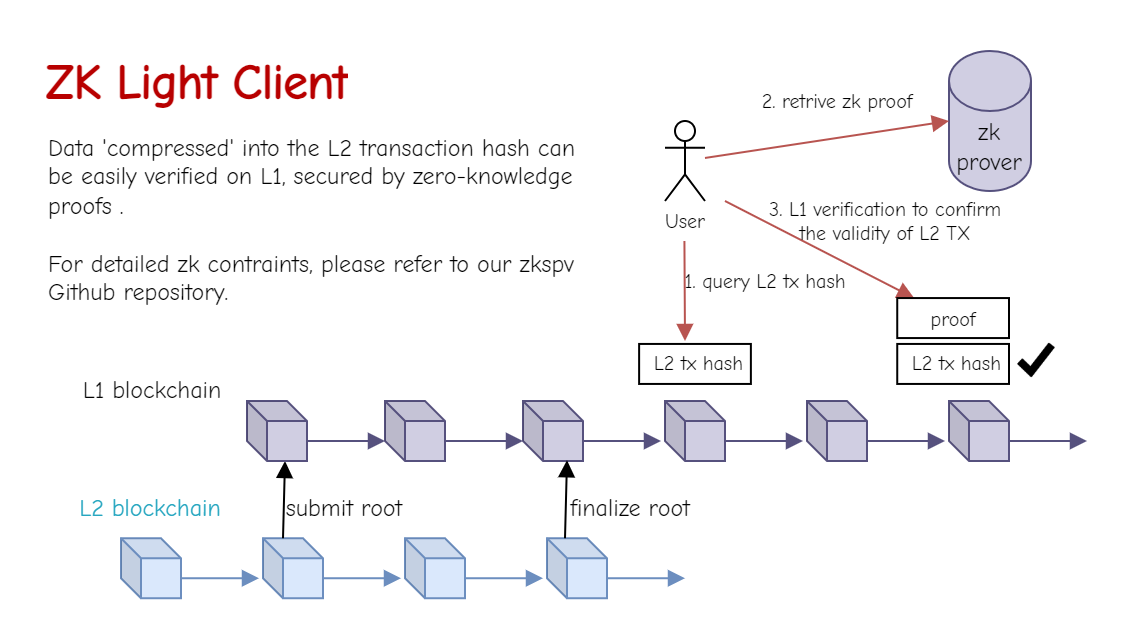 ZK Light Client
Data 'compressed' into the L2 transaction hash can
be easily verified on L1, secured by zero-knowledge
proofs .
For detailed zk contraints, please refer to our zkspv
Github repository.
2. retrive zk proof
zk
prover
User
3. L1 verification to confirm
the validity of L2 TX
1. query L2 tx hash
proof
L2 tx hash
L2 tx hash
L1 blockchain
L2 blockchain
submit root
finalize root